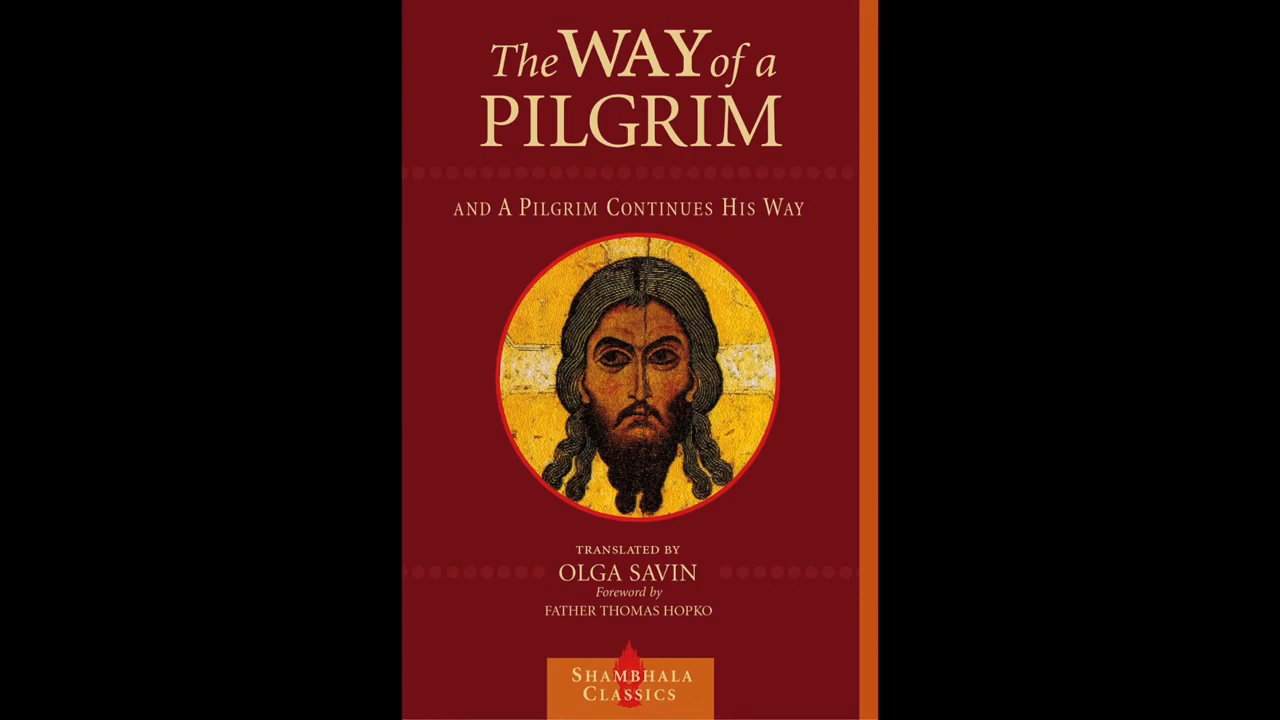 The WAY of a
PILGRIM
AND A PILGRIM CONTINUES HIS WAY
TRANSLATED BY
OLGA SAVIN
Foreword by
FATHER THOMAS HOPKO
SHAMBHALA
CLASSICS